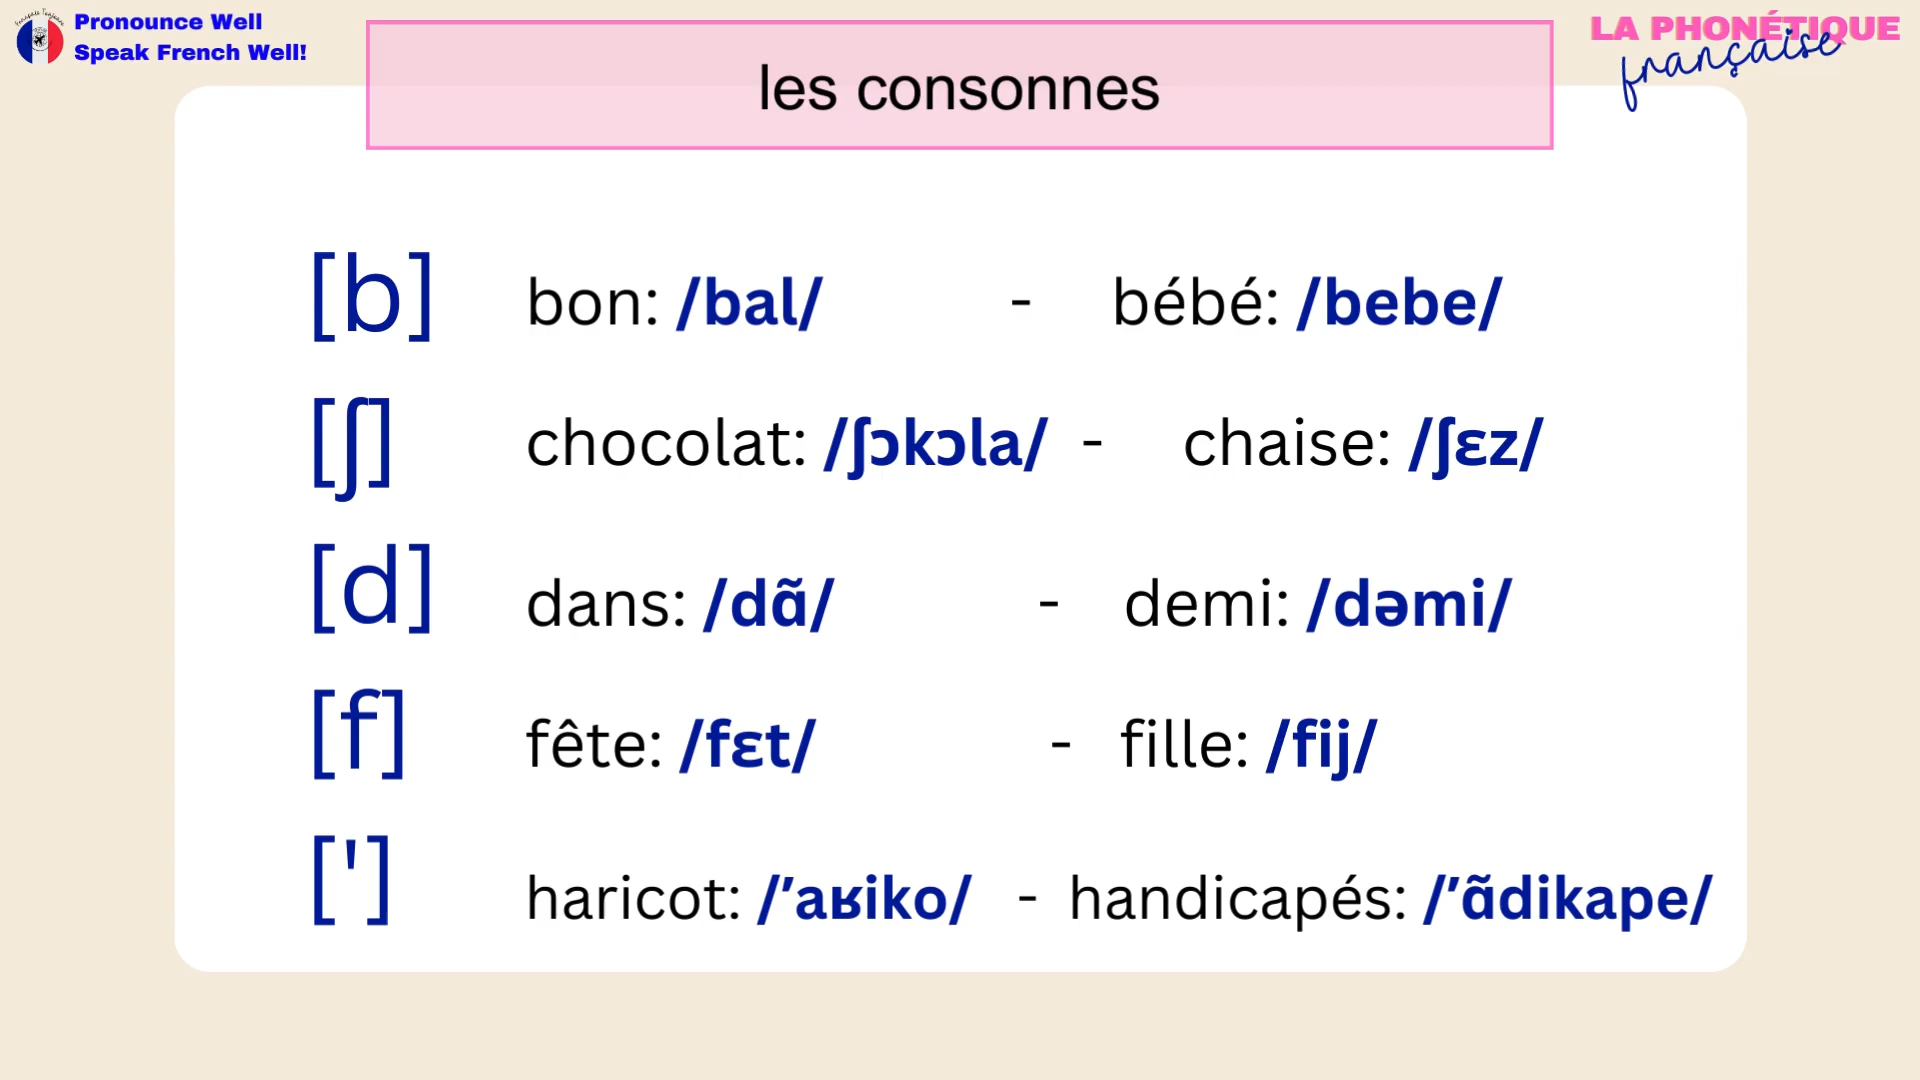 Pronounce Well
Speak French Well!
LA PHONÉTIQUE
française
les consonnes
[b] bon: /bal/ - bébé: /bebe/
[ʃ] chocolat: /ʃɔkɔla/ - chaise: /ʃɛz/
[d] dans: /dɑ̃/ - demi: /dəmi/
[f] fête: /fɛt/ - fille: /fij/
['] haricot: /’aʁiko/ - handicapés: /’ɑ̃dikape/